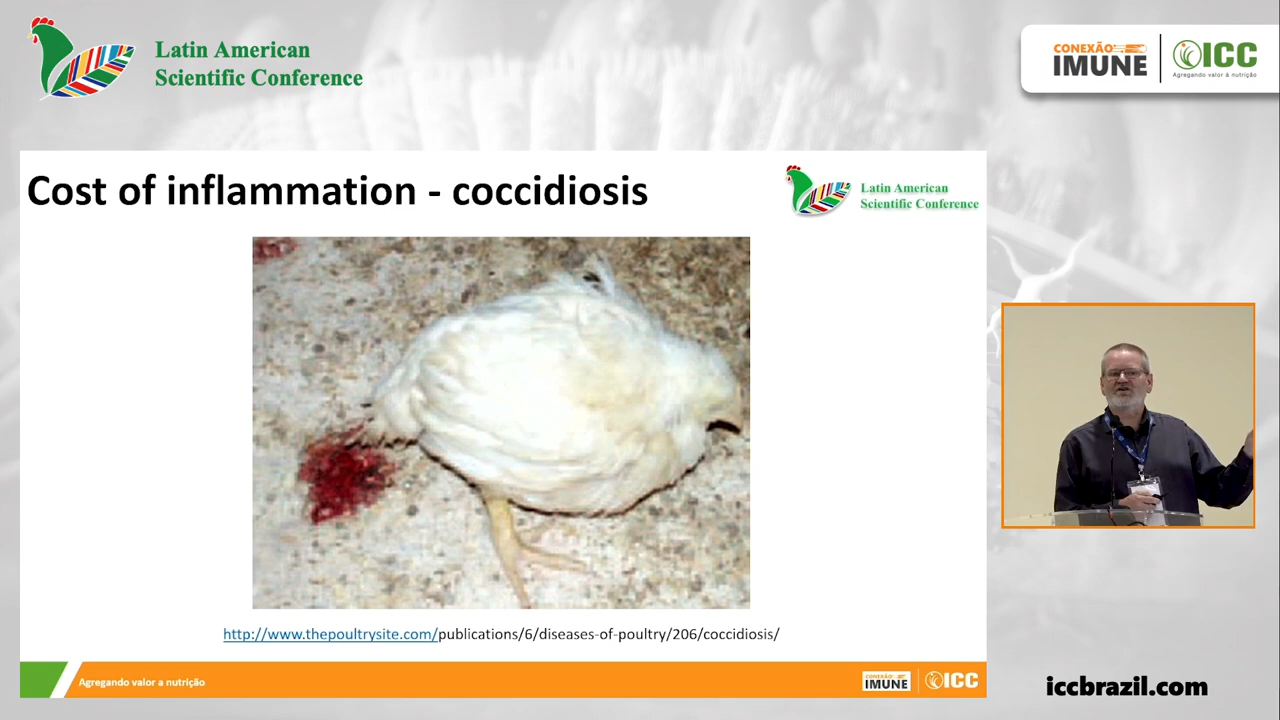 Latin American
Scientific Conference
CONEXÃO
IMUNE
ICC
Agregando valor à nutrição
Cost of inflammation - coccidiosis
Latin American
Scientific Conference
http://www.thepoultrysite.com/publications/6/diseases-of-poultry/206/coccidiosis/
Agregando valor a nutrição
CONEXÃO
IMUNE
ICC
iccbrazil.com